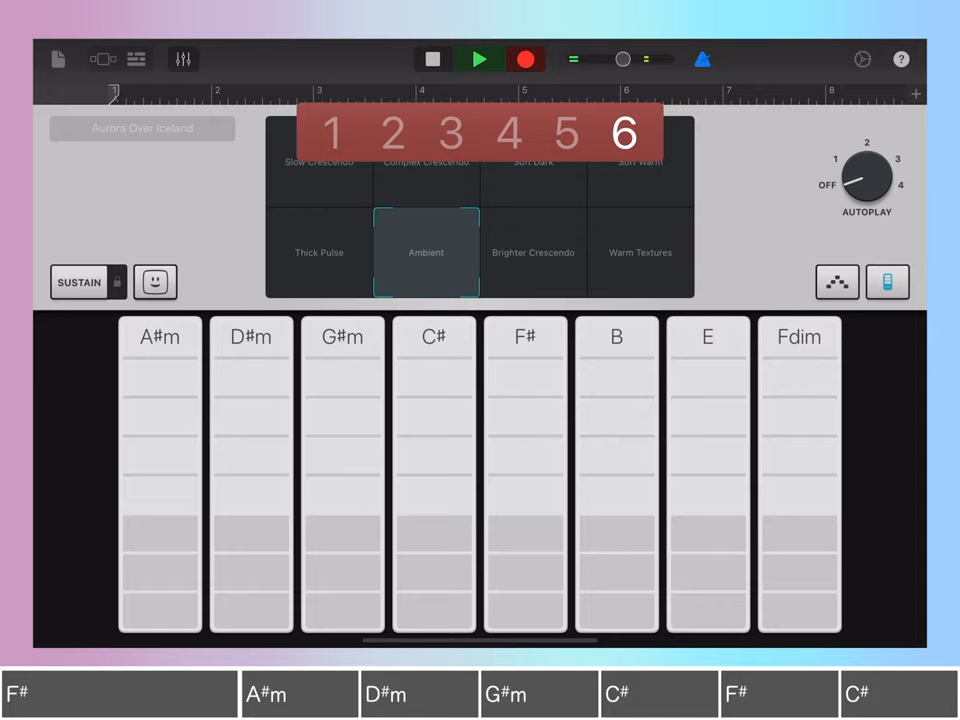 1 2 3 4 5 6 7 8 +
?
1 2 3 4 5 6
Aurora Over Iceland
Slow Crescendo Complex Crescendo Soft Dark Soft Warm
Thick Pulse Ambient Brighter Crescendo Warm Textures
OFF 1 2 3 4
AUTOPLAY
SUSTAIN
A♯m D♯m G♯m C♯ F♯ B E Fdim
F# A#m D#m G#m C# F# C#